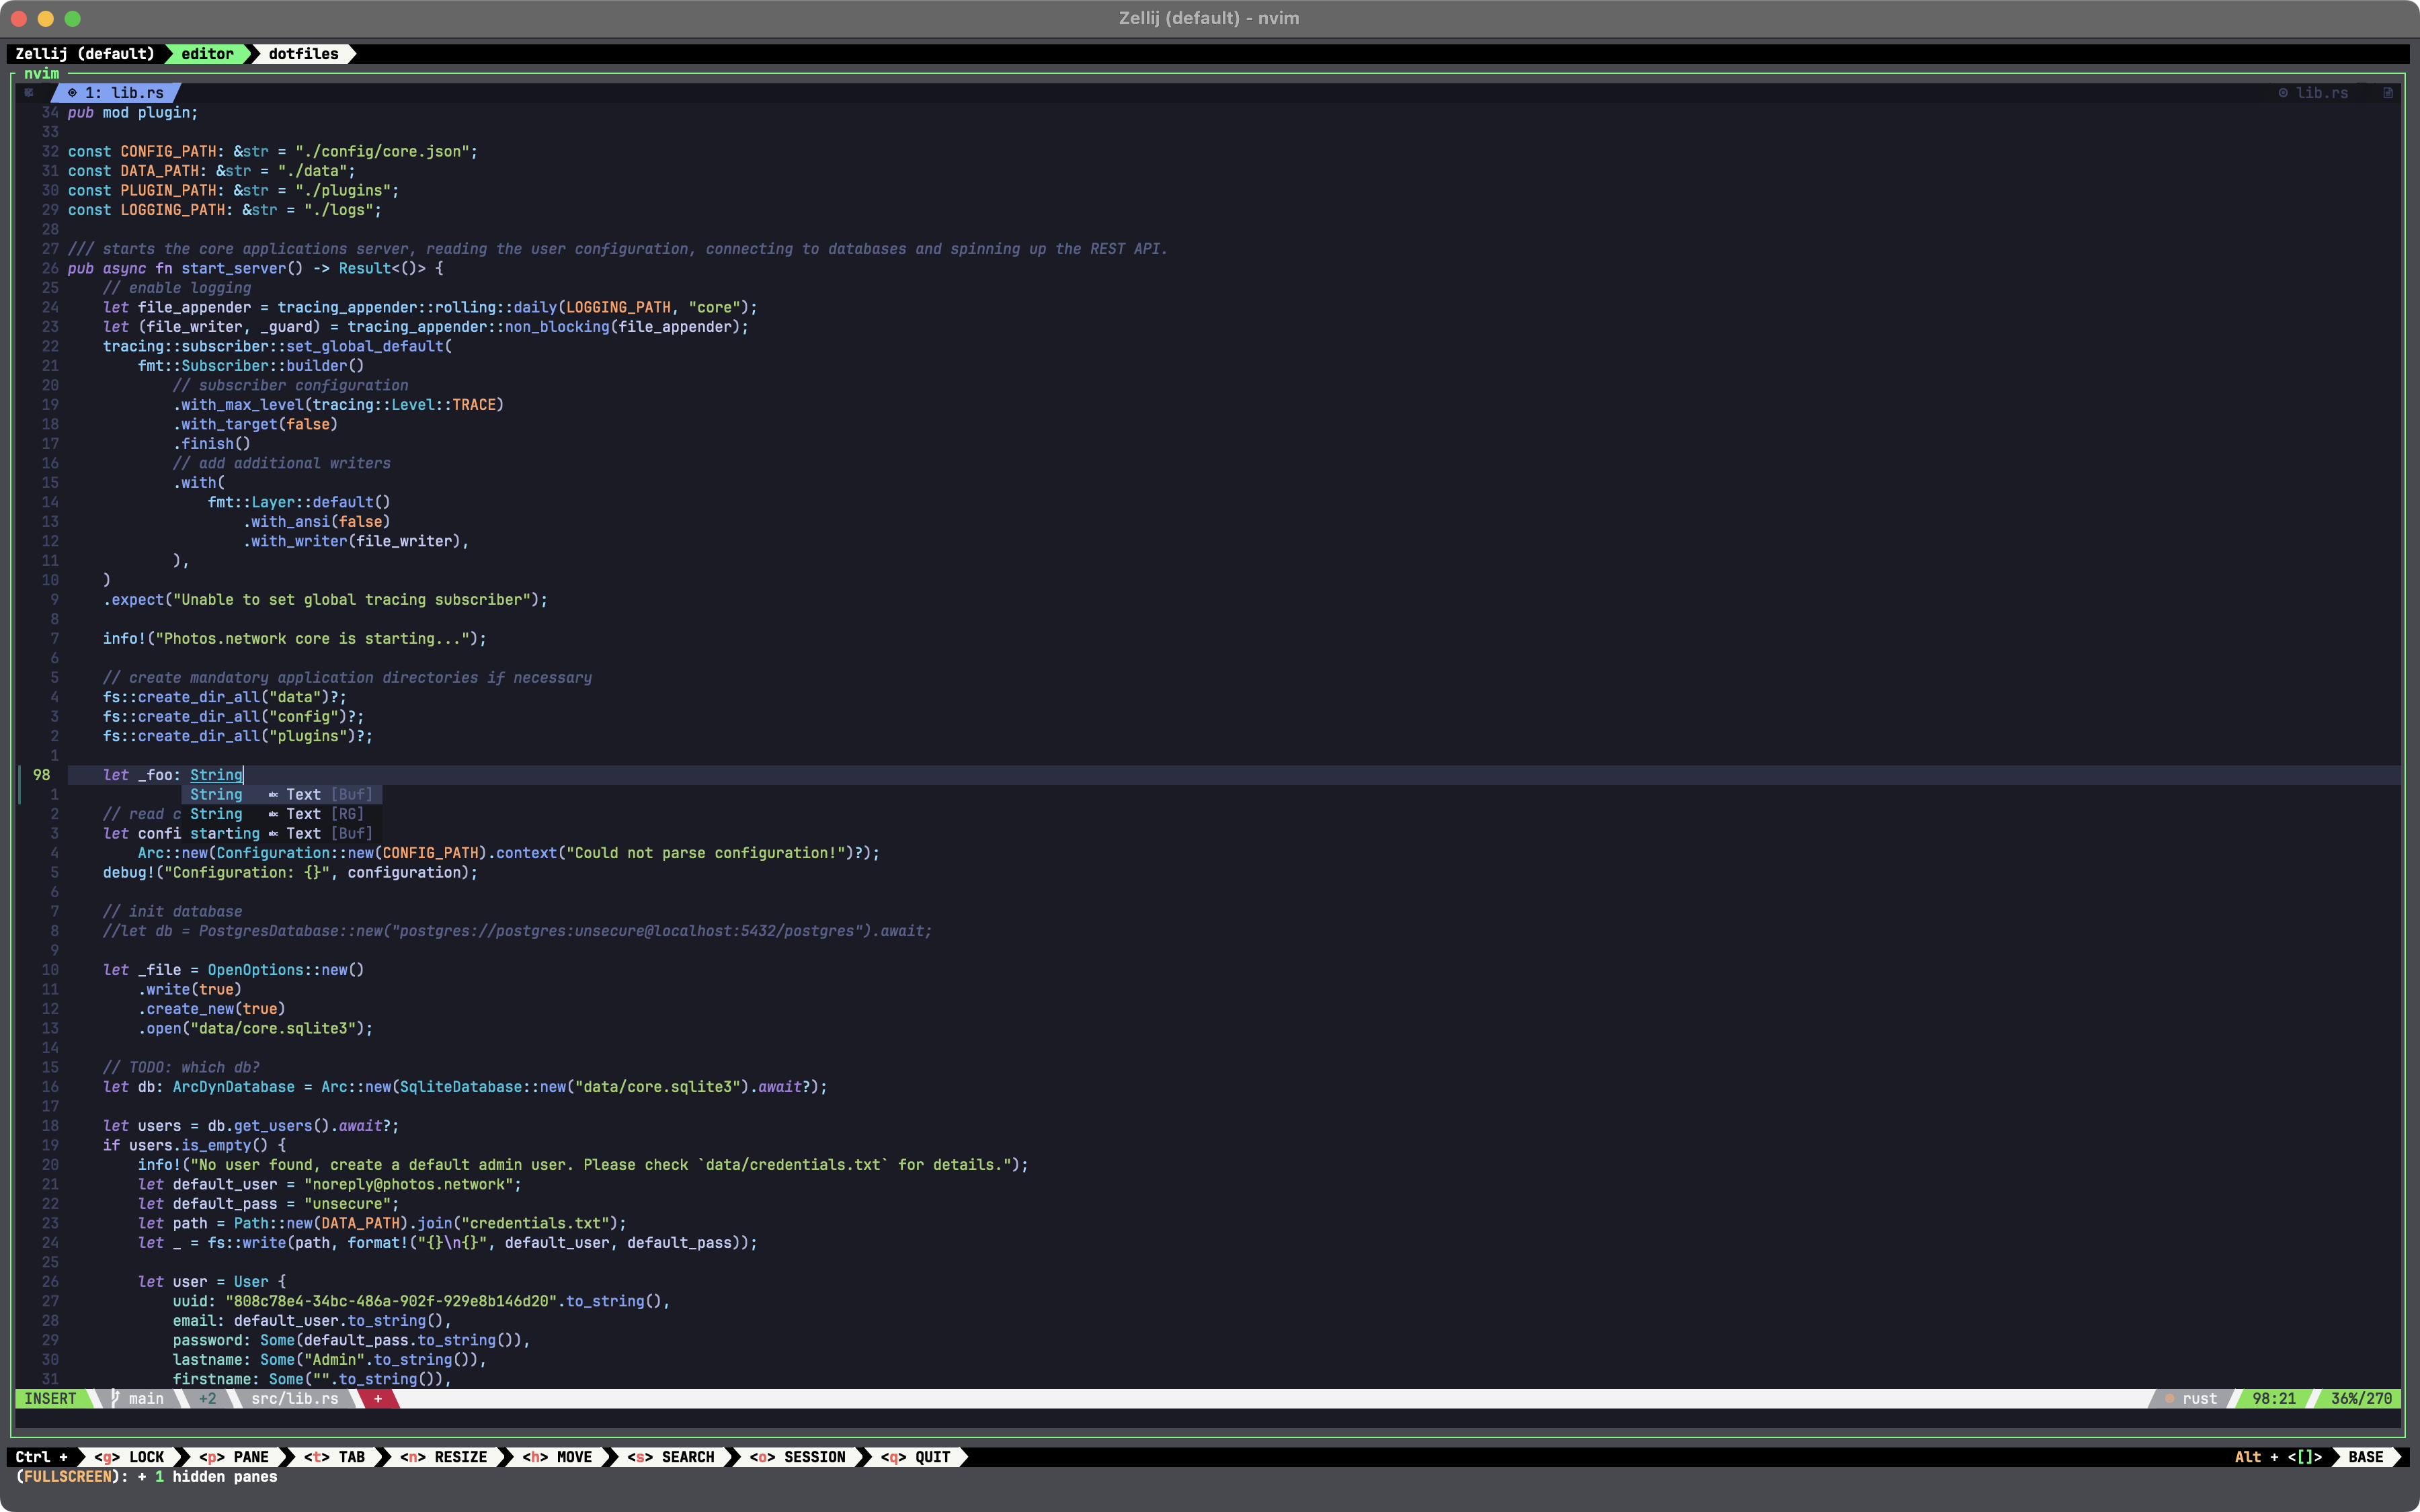 Zellij (default) - nvim
Zellij (default) editor dotfiles
nvim
1: lib.rs lib.rs
34 pub mod plugin;
33
32 const CONFIG_PATH: &str = "./config/core.json";
31 const DATA_PATH: &str = "./data";
30 const PLUGIN_PATH: &str = "./plugins";
29 const LOGGING_PATH: &str = "./logs";
28
27 /// starts the core applications server, reading the user configuration, connecting to databases and spinning up the REST API.
26 pub async fn start_server() -> Result<()> {
25     // enable logging
24     let file_appender = tracing_appender::rolling::daily(LOGGING_PATH, "core");
23     let (file_writer, _guard) = tracing_appender::non_blocking(file_appender);
22     tracing::subscriber::set_global_default(
21         fmt::Subscriber::builder()
20             // subscriber configuration
19             .with_max_level(tracing::Level::TRACE)
18             .with_target(false)
17             .finish()
16             // add additional writers
15             .with(
14                 fmt::Layer::default()
13                     .with_ansi(false)
12                     .with_writer(file_writer),
11             ),
10     )
9     .expect("Unable to set global tracing subscriber");
8
7     info!("Photos.network core is starting...");
6
5     // create mandatory application directories if necessary
4     fs::create_dir_all("data")?;
3     fs::create_dir_all("config")?;
2     fs::create_dir_all("plugins")?;
1
98     let _foo: String
1     String abc Text [Buf]
2     // read c String abc Text [RG]
3     let confi starting abc Text [Buf]
4         Arc::new(Configuration::new(CONFIG_PATH).context("Could not parse configuration!")?);
5     debug!("Configuration: {}", configuration);
6
7     // init database
8     //let db = PostgresDatabase::new("postgres://postgres:unsecure@localhost:5432/postgres").await;
9
10     let _file = OpenOptions::new()
11         .write(true)
12         .create_new(true)
13         .open("data/core.sqlite3");
14
15     // TODO: which db?
16     let db: ArcDynDatabase = Arc::new(SqliteDatabase::new("data/core.sqlite3").await?);
17
18     let users = db.get_users().await?;
19     if users.is_empty() {
20         info!("No user found, create a default admin user. Please check `data/credentials.txt` for details.");
21         let default_user = "noreply@photos.network";
22         let default_pass = "unsecure";
23         let path = Path::new(DATA_PATH).join("credentials.txt");
24         let _ = fs::write(path, format!("{}\n{}", default_user, default_pass));
25
26         let user = User {
27             uuid: "808c78e4-34bc-486a-902f-929e8b146d20".to_string(),
28             email: default_user.to_string(),
29             password: Some(default_pass.to_string()),
30             lastname: Some("Admin".to_string()),
31             firstname: Some("".to_string()),
INSERT main +2 src/lib.rs + rust 98:21 36%/270
Ctrl + <g> LOCK <p> PANE <t> TAB <n> RESIZE <h> MOVE <s> SEARCH <o> SESSION <q> QUIT Alt + <[]> BASE
(FULLSCREEN): + 1 hidden panes